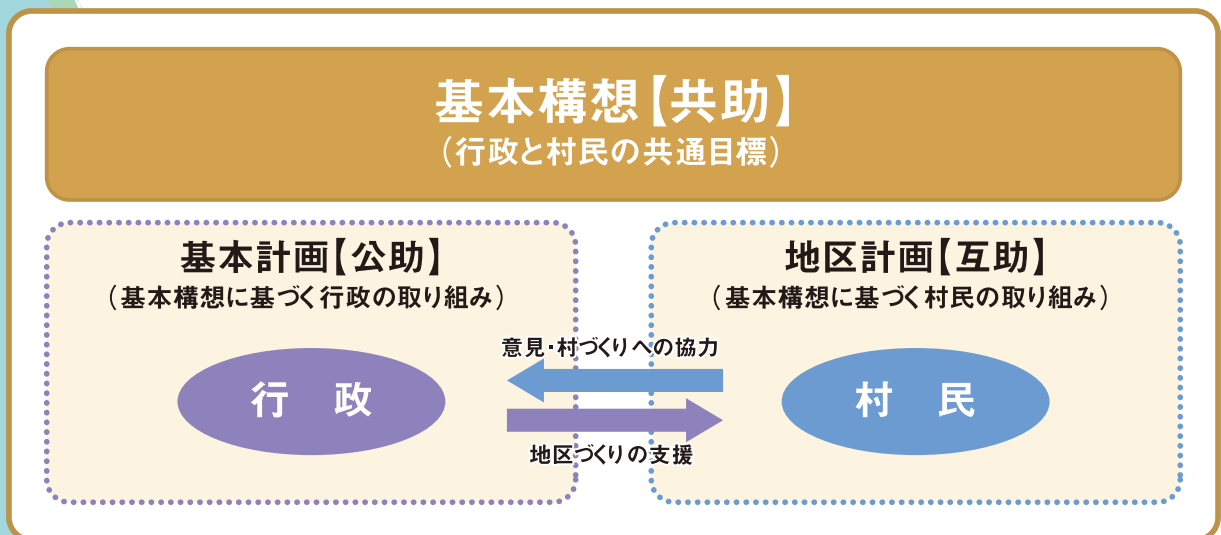 基本構想【共助】
（行政と村民の共通目標）
基本計画【公助】
（基本構想に基づく行政の取り組み）
行　政
地区計画【互助】
（基本構想に基づく村民の取り組み）
村　民
意見・村づくりへの協力
地区づくりの支援